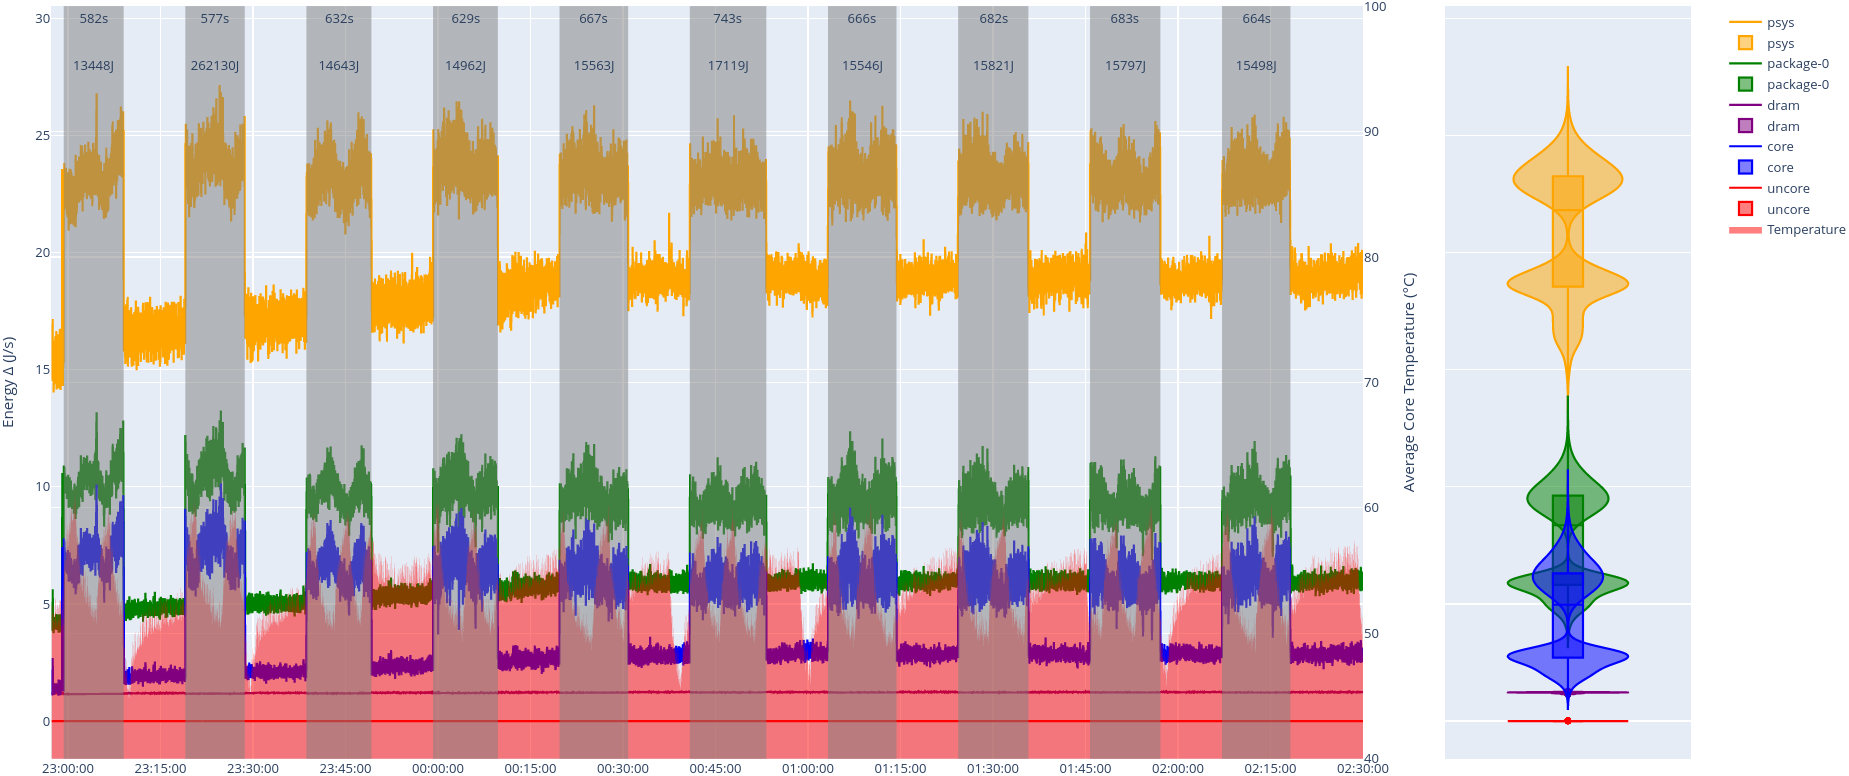 582s 577s 632s 629s 667s 743s 666s 682s 683s 664s
13448J 262130J 14643J 14962J 15563J 17119J 15546J 15821J 15797J 15498J
30
25
20
15
10
5
0
Energy Δ (J/s)
100
90
80
70
60
50
40
Average Core Temperature (°C)
23:00:00 23:15:00 23:30:00 23:45:00 00:00:00 00:15:00 00:30:00 00:45:00 01:00:00 01:15:00 01:30:00 01:45:00 02:00:00 02:15:00 02:30:00
psys
psys
package-0
package-0
dram
dram
core
core
uncore
uncore
Temperature